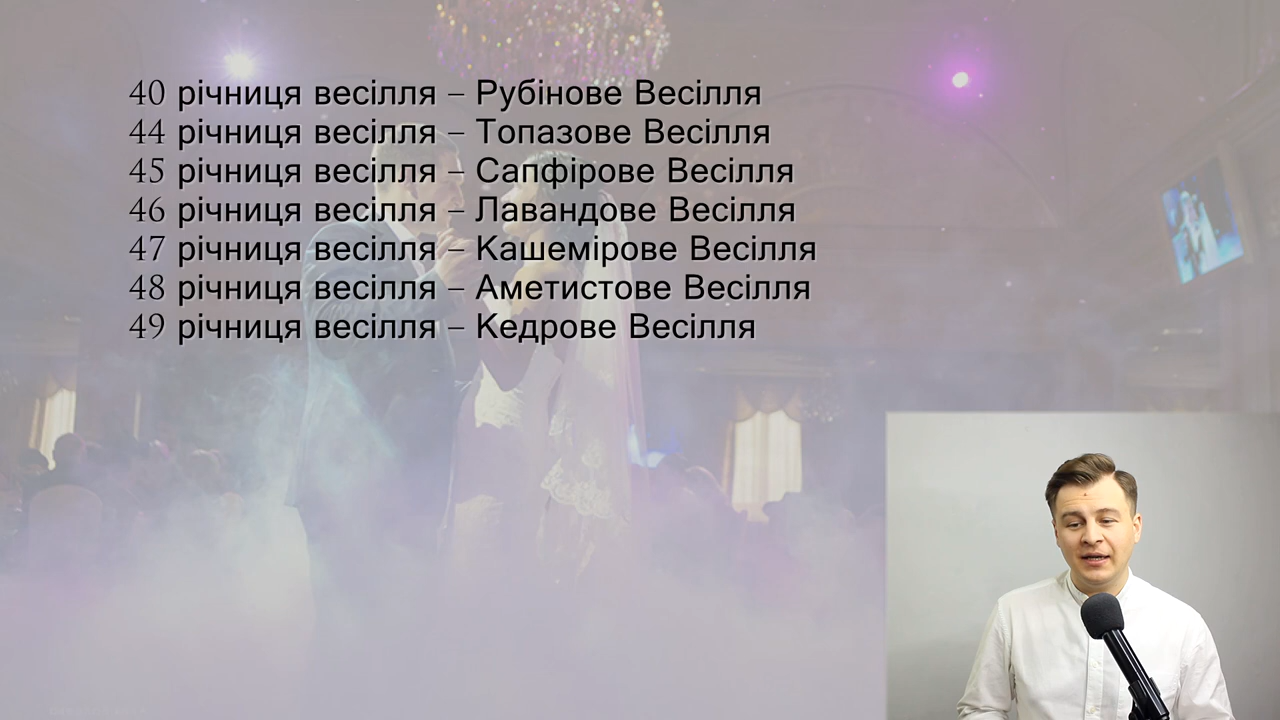 40 річниця весілля – Рубінове Весілля
44 річниця весілля – Топазове Весілля
45 річниця весілля – Сапфірове Весілля
46 річниця весілля – Лавандове Весілля
47 річниця весілля – Кашемірове Весілля
48 річниця весілля – Аметистове Весілля
49 річниця весілля – Кедрове Весілля